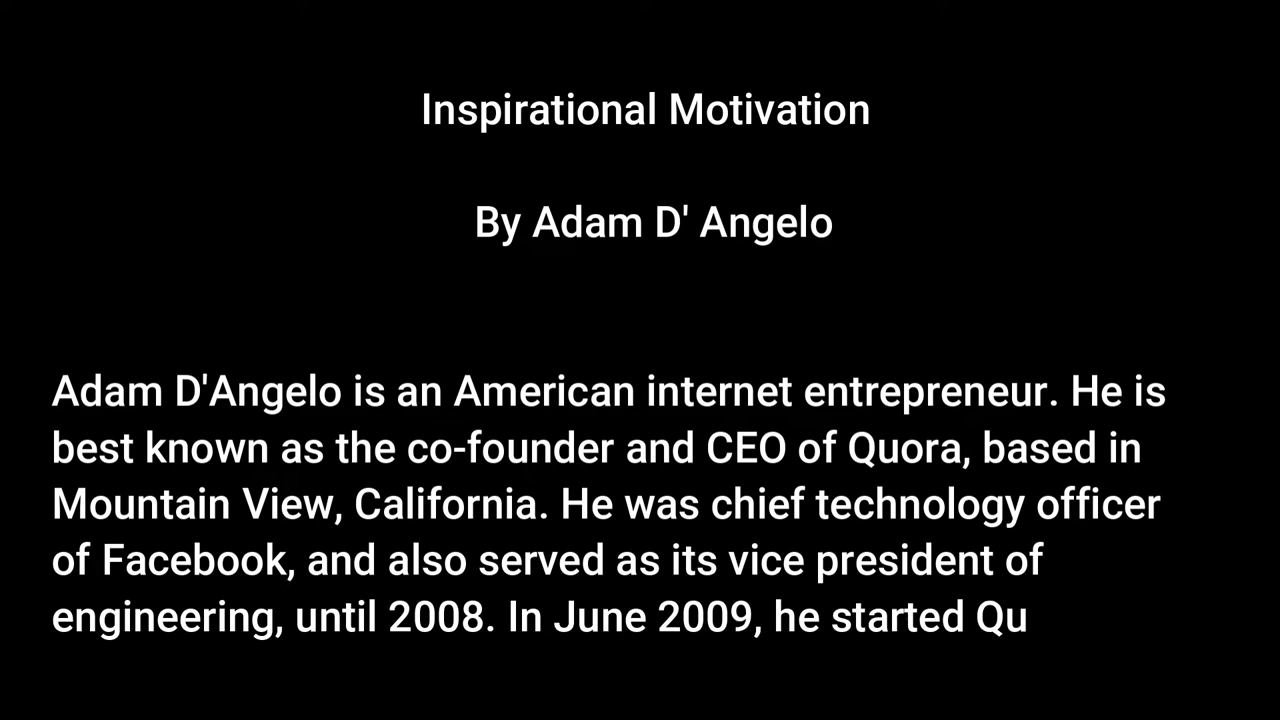 Inspirational Motivation
By Adam D' Angelo
Adam D'Angelo is an American internet entrepreneur. He is
best known as the co-founder and CEO of Quora, based in
Mountain View, California. He was chief technology officer
of Facebook, and also served as its vice president of
engineering, until 2008. In June 2009, he started Qu